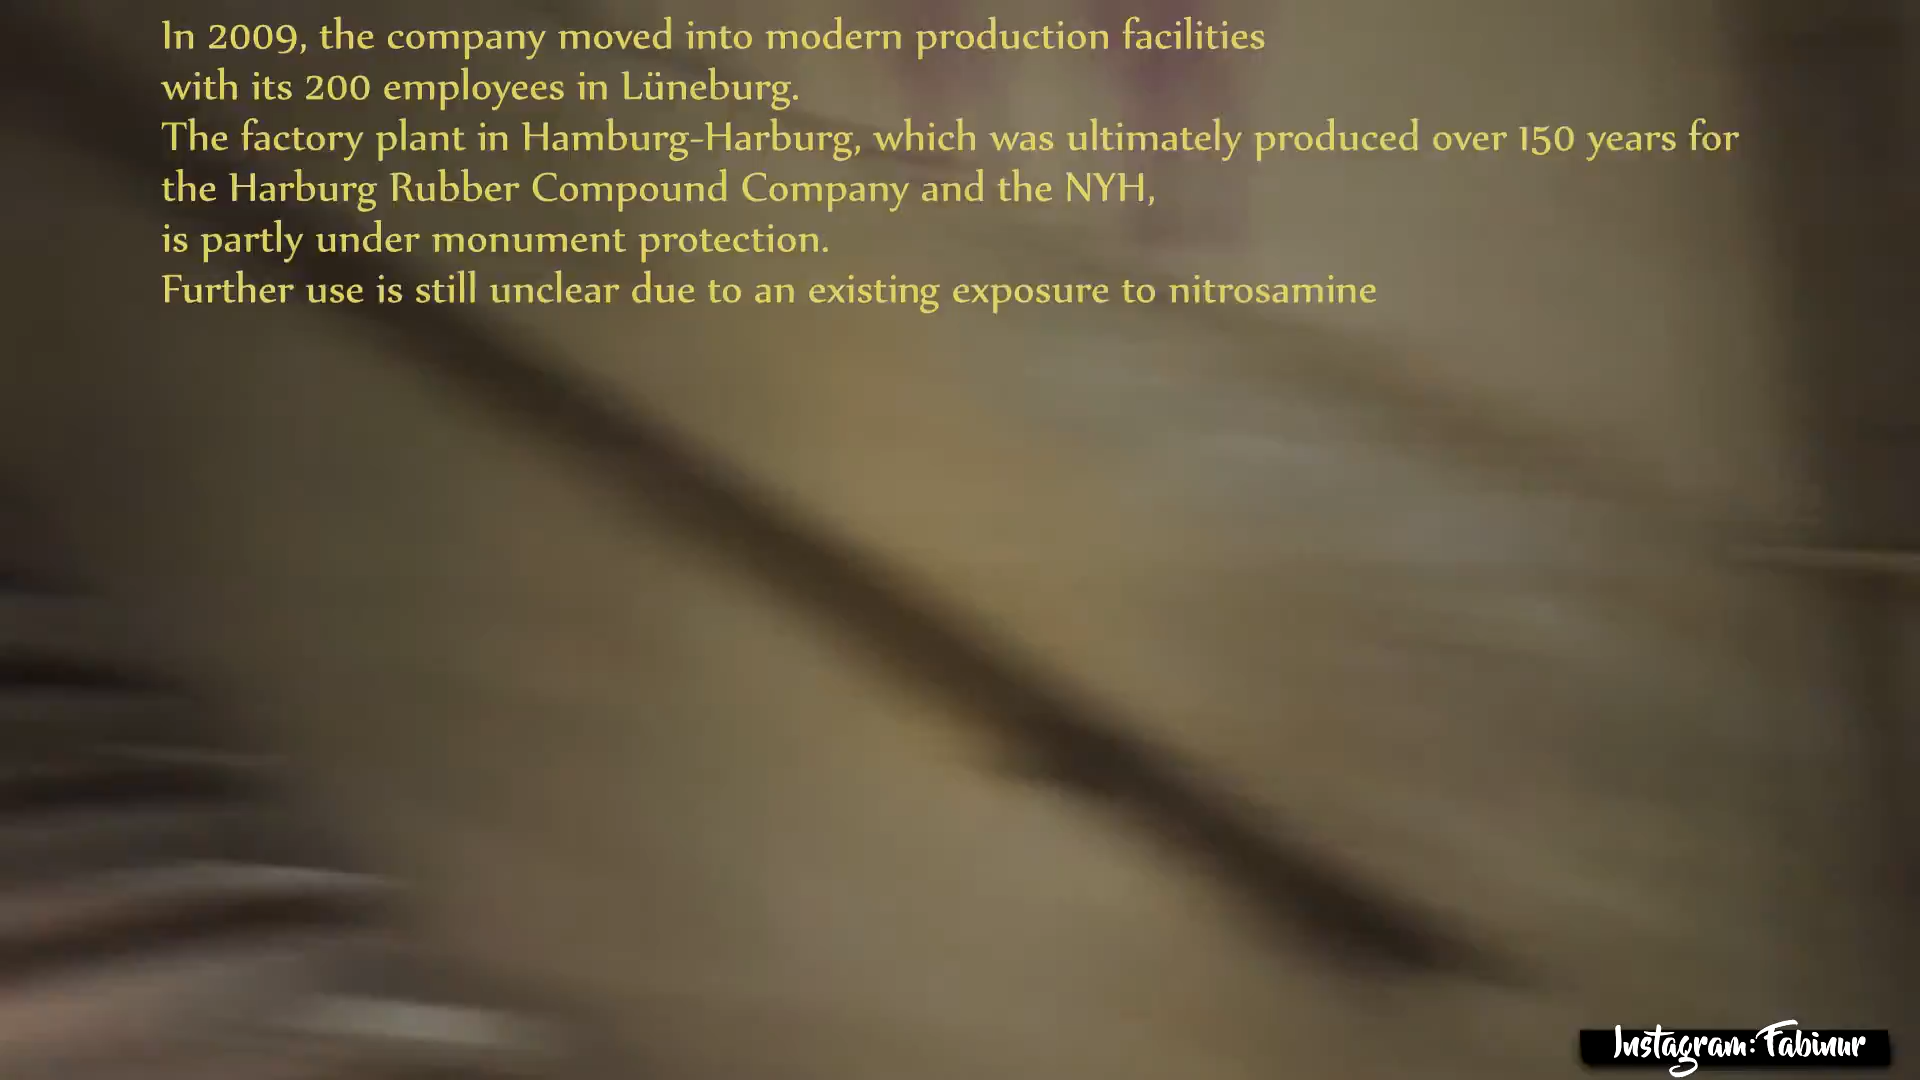 In 2009, the company moved into modern production facilities
with its 200 employees in Lüneburg.
The factory plant in Hamburg-Harburg, which was ultimately produced over 150 years for
the Harburg Rubber Compound Company and the NYH,
is partly under monument protection.
Further use is still unclear due to an existing exposure to nitrosamine
Instagram: Fabinur